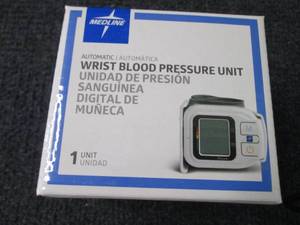 MEDLINE
AUTOMATIC / AUTOMÁTICA
WRIST BLOOD PRESSURE UNIT
UNIDAD DE PRESIÓN
SANGUÍNEA
DIGITAL DE
MUÑECA
1 UNIT
UNIDAD
M